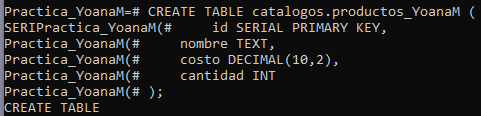 Practica_YoanaM=# CREATE TABLE catalogos.productos_YoanaM (
SERIPractica_YoanaM(#     id SERIAL PRIMARY KEY,
Practica_YoanaM(#     nombre TEXT,
Practica_YoanaM(#     costo DECIMAL(10,2),
Practica_YoanaM(#     cantidad INT
Practica_YoanaM(# );
CREATE TABLE